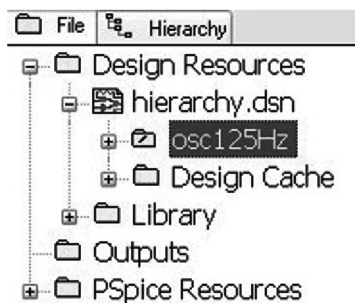 File Hierarchy
Design Resources
hierarchy.dsn
osc125Hz
Design Cache
Library
Outputs
PSpice Resources